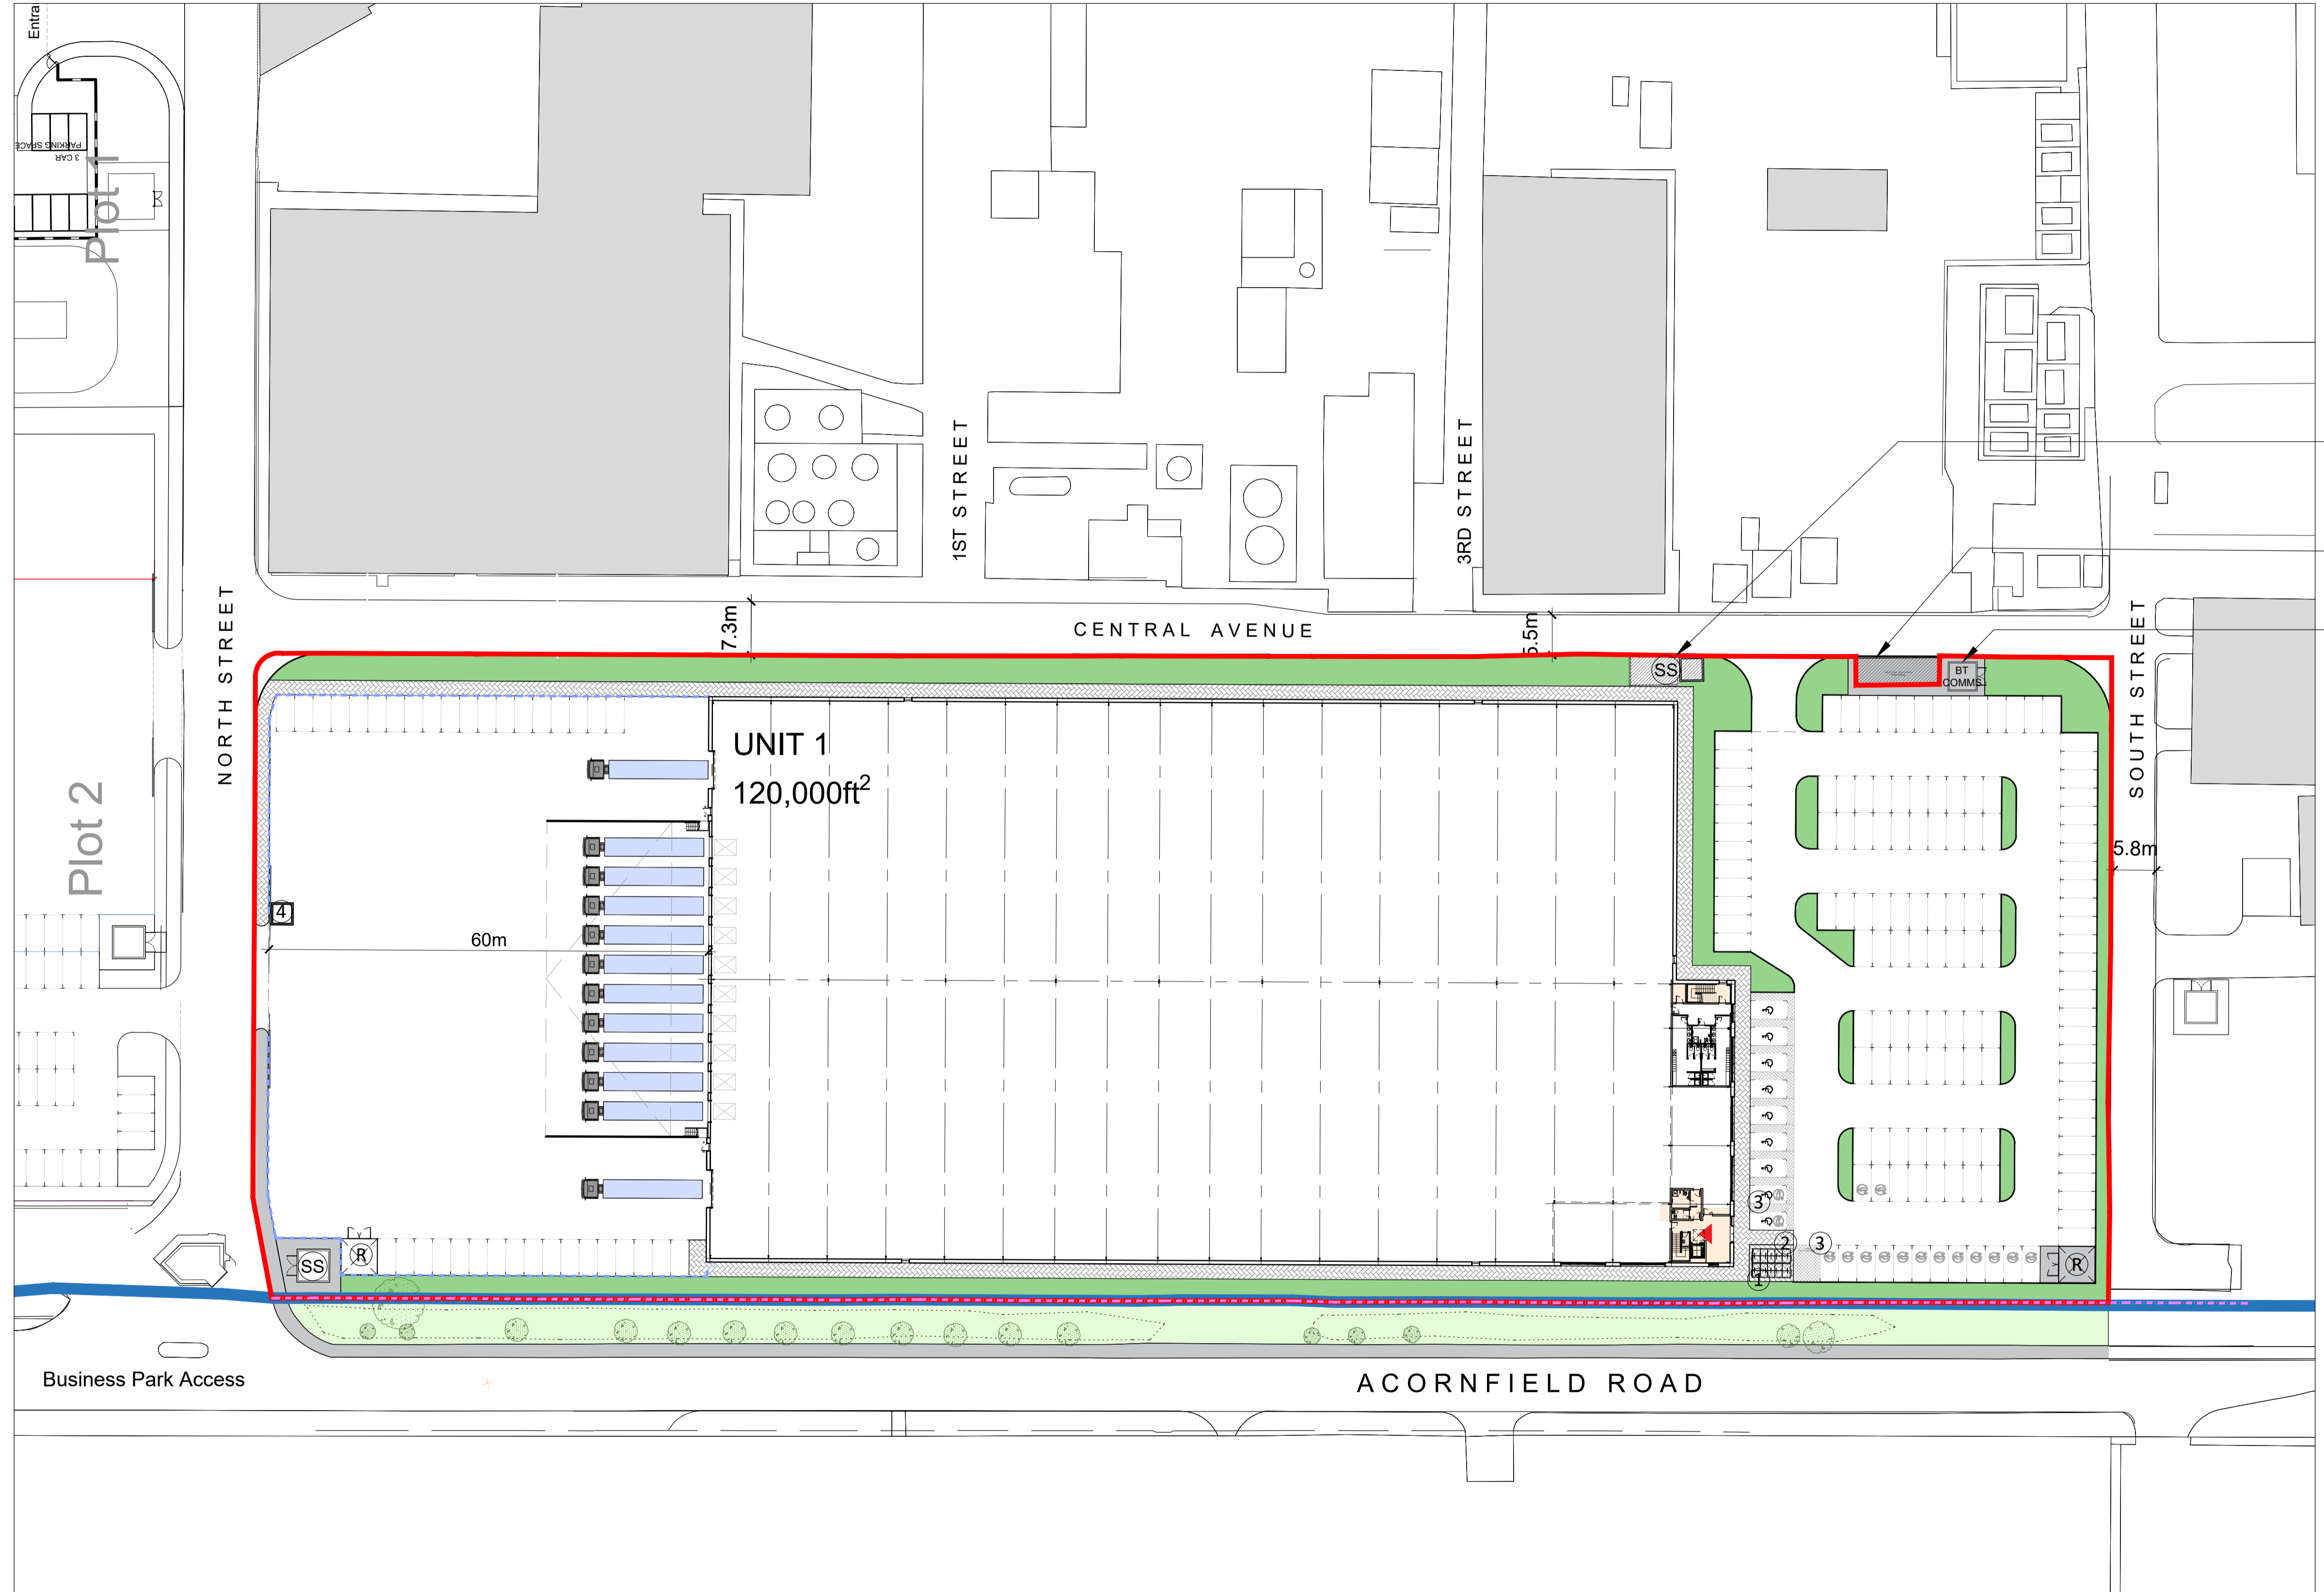 Entra
3 CAR
PARKING SPACE
Plot 1
1ST STREET
3RD STREET
NORTH STREET
7.3m
CENTRAL AVENUE
5.5m
SS
BT
COMMS
SOUTH STREET
UNIT 1
120,000ft²
Plot 2
5.8m
4
60m
3
2
3
SS
R
R
1
Business Park Access
ACORNFIELD ROAD